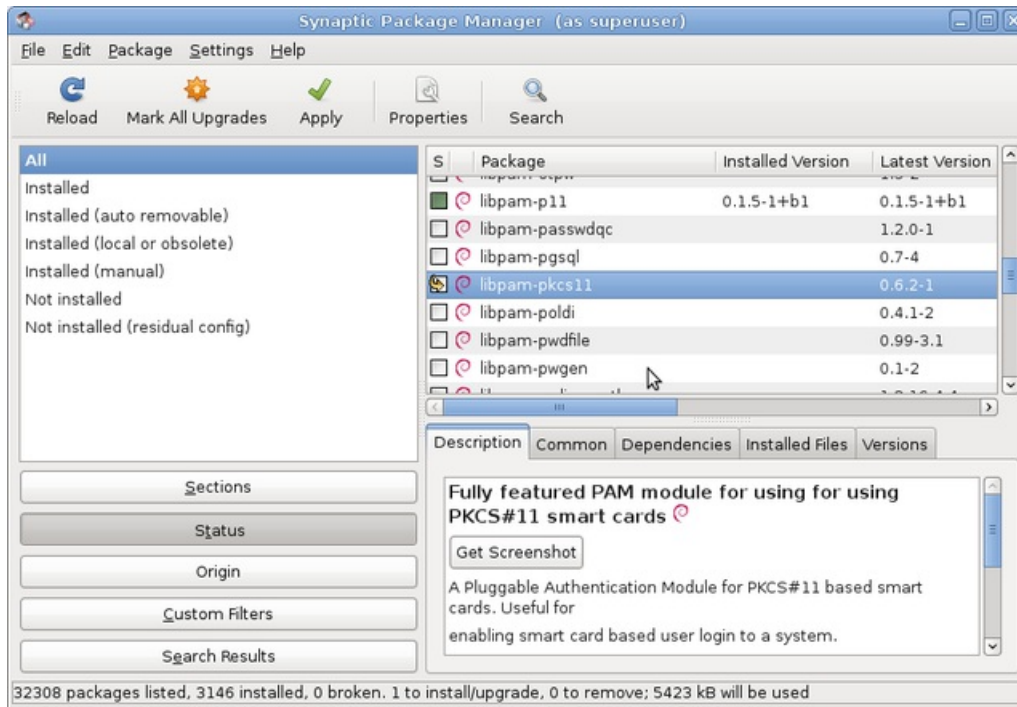 Synaptic Package Manager (as superuser)
File Edit Package Settings Help
Reload Mark All Upgrades Apply Properties Search
All
Installed
Installed (auto removable)
Installed (local or obsolete)
Installed (manual)
Not installed
Not installed (residual config)
S Package Installed Version Latest Version
libpam-p11 0.1.5-1+b1 0.1.5-1+b1
libpam-passwdqc 1.2.0-1
libpam-pgsql 0.7-4
libpam-pkcs11 0.6.2-1
libpam-poldi 0.4.1-2
libpam-pwdfile 0.99-3.1
libpam-pwgen 0.1-2
Sections
Status
Origin
Custom Filters
Search Results
Description Common Dependencies Installed Files Versions
Fully featured PAM module for using for using
PKCS#11 smart cards
Get Screenshot
A Pluggable Authentication Module for PKCS#11 based smart
cards. Useful for
enabling smart card based user login to a system.
32308 packages listed, 3146 installed, 0 broken. 1 to install/upgrade, 0 to remove; 5423 kB will be used